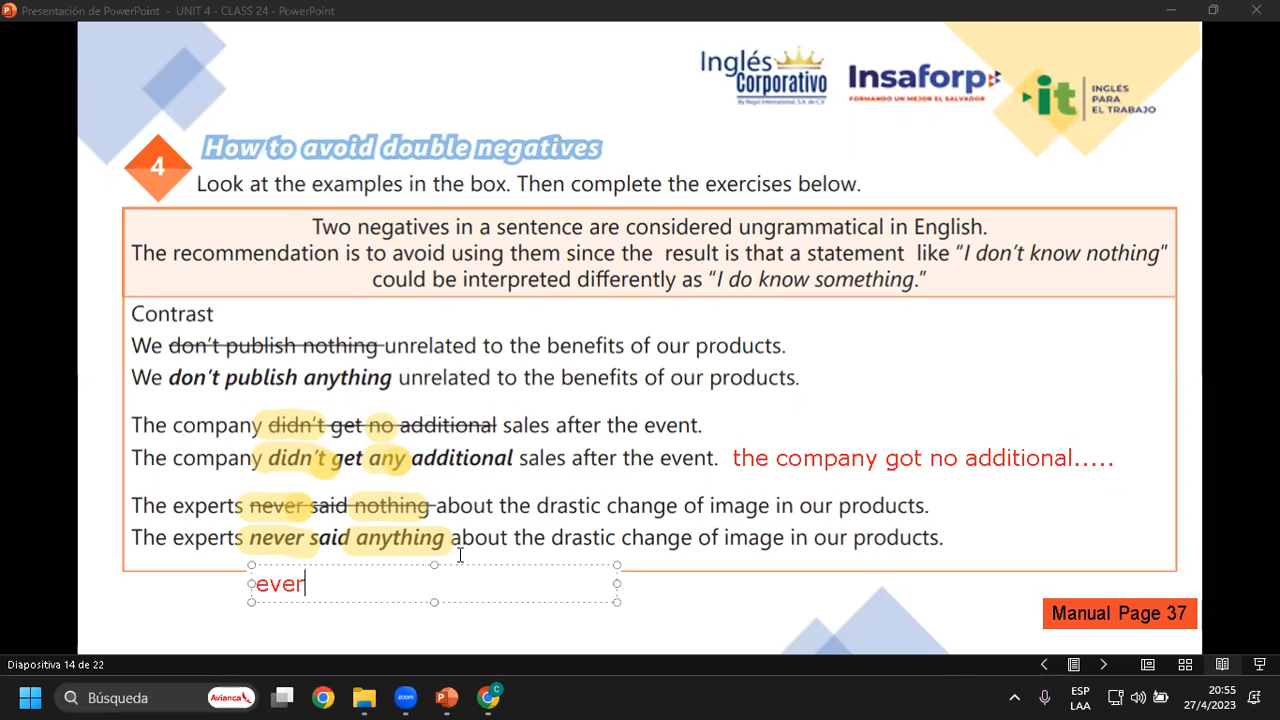 Presentación de PowerPoint - UNIT 4 - CLASS 24 - PowerPoint
Inglés
Corporativo
By Regal International, S.A. de C.V.
Insaforp
FORMANDO UN MEJOR EL SALVADOR
it
INGLÉS
PARA
EL TRABAJO
4
How to avoid double negatives
Look at the examples in the box. Then complete the exercises below.
Two negatives in a sentence are considered ungrammatical in English.
The recommendation is to avoid using them since the result is that a statement like “I don’t know nothing”
could be interpreted differently as “I do know something.”
Contrast
We don’t publish nothing unrelated to the benefits of our products.
We don’t publish anything unrelated to the benefits of our products.
The company didn’t get no additional sales after the event.
The company didn’t get any additional sales after the event. the company got no additional.....
The experts never said nothing about the drastic change of image in our products.
The experts never said anything about the drastic change of image in our products.
ever
Manual Page 37
Diapositiva 14 de 22
Búsqueda
Avianca
zoom
C
ESP
LAA
20:55
27/4/2023